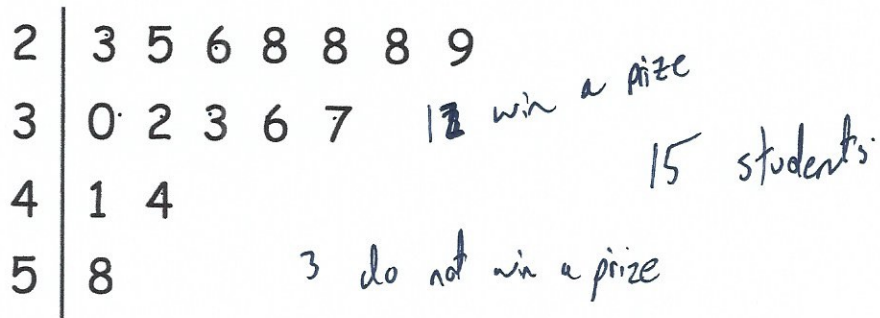 2 | 3 5 6 8 8 8 9
3 | 0 2 3 6 7 12 win a prize
15 students.
4 | 1 4
5 | 8 3 do not win a prize